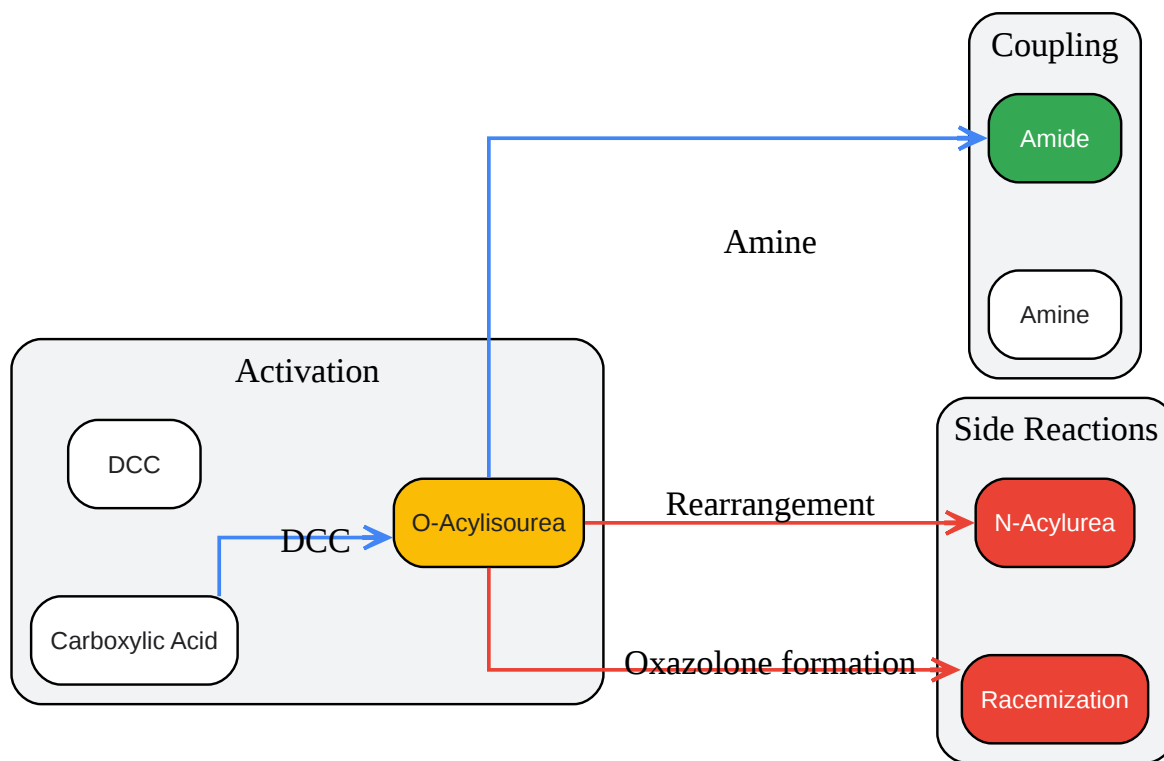 Coupling
Amide
Amine
Amine
Activation
DCC
DCC
O-Acylisourea
Carboxylic Acid
Side Reactions
Rearrangement
N-Acylurea
Oxazolone formation
Racemization